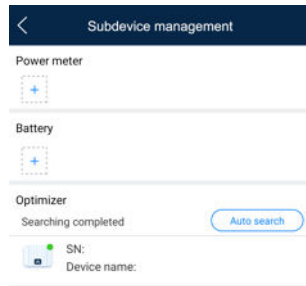 Subdevice management
Power meter
+
Battery
+
Optimizer
Searching completed Auto search
SN:
Device name: